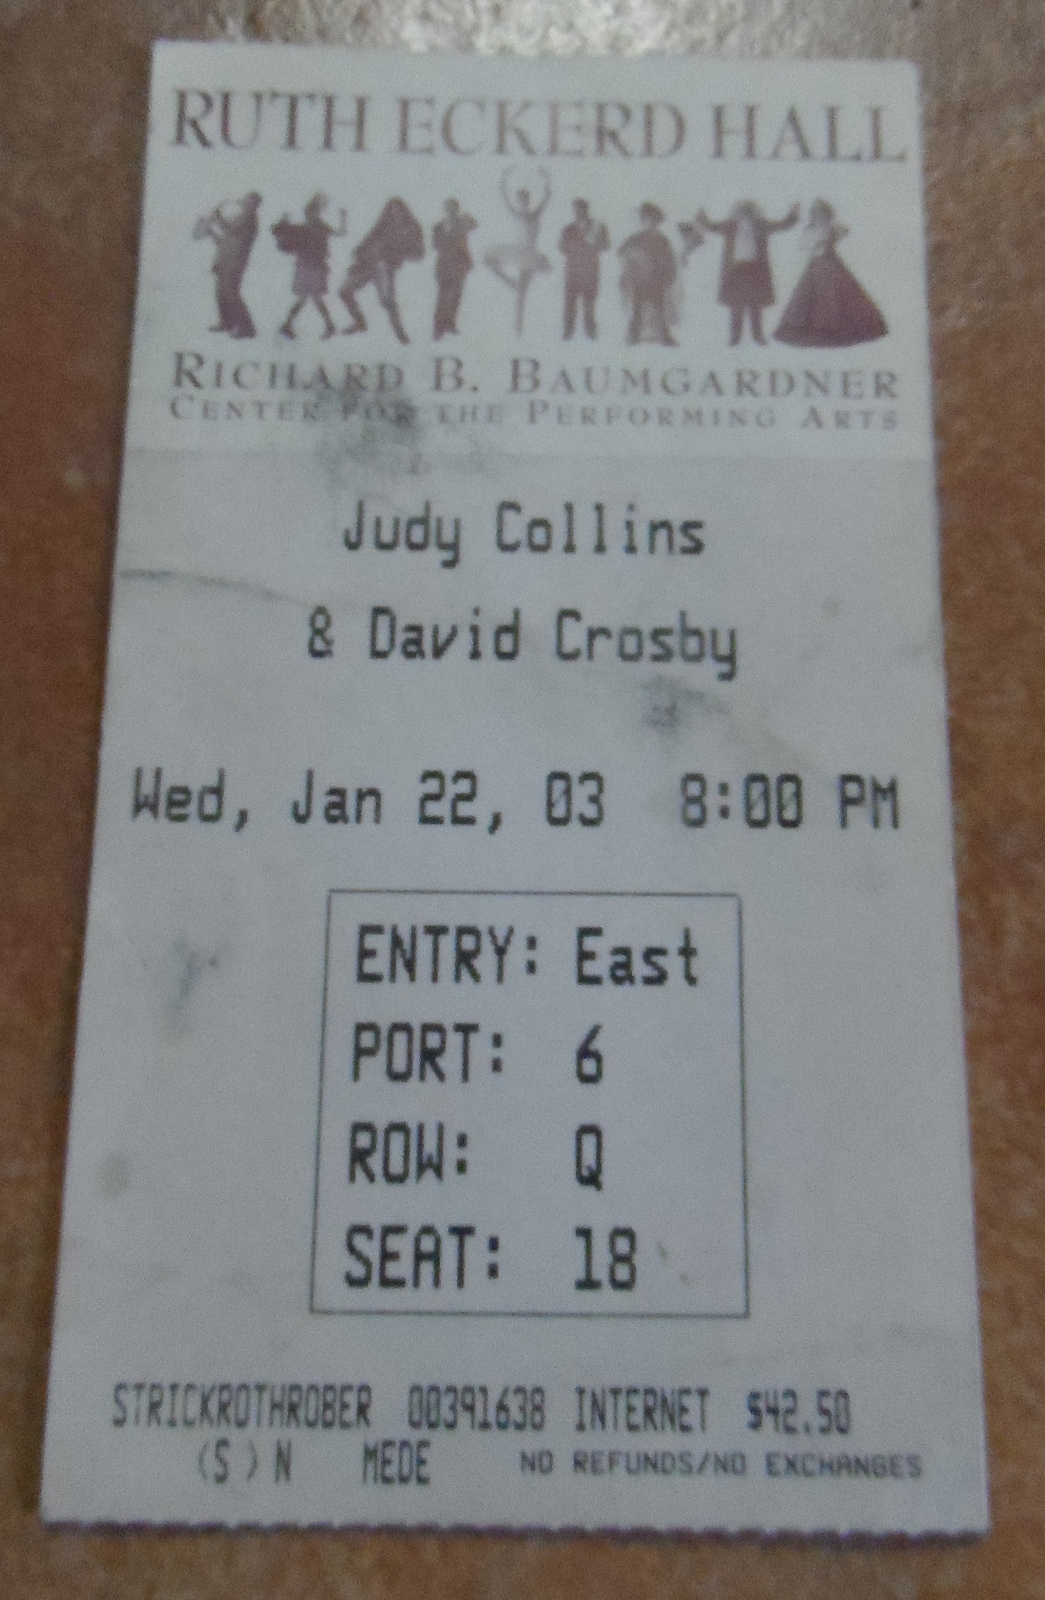 RUTH ECKERD HALL
RICHARD B. BAUMGARDNER
CENTER FOR THE PERFORMING ARTS
Judy Collins
& David Crosby
Wed, Jan 22, 03 8:00 PM
ENTRY: East
PORT: 6
ROW: Q
SEAT: 18
STRICKROTHROBER 00391638 INTERNET $42.50
(S)N MEDE NO REFUNDS/NO EXCHANGES